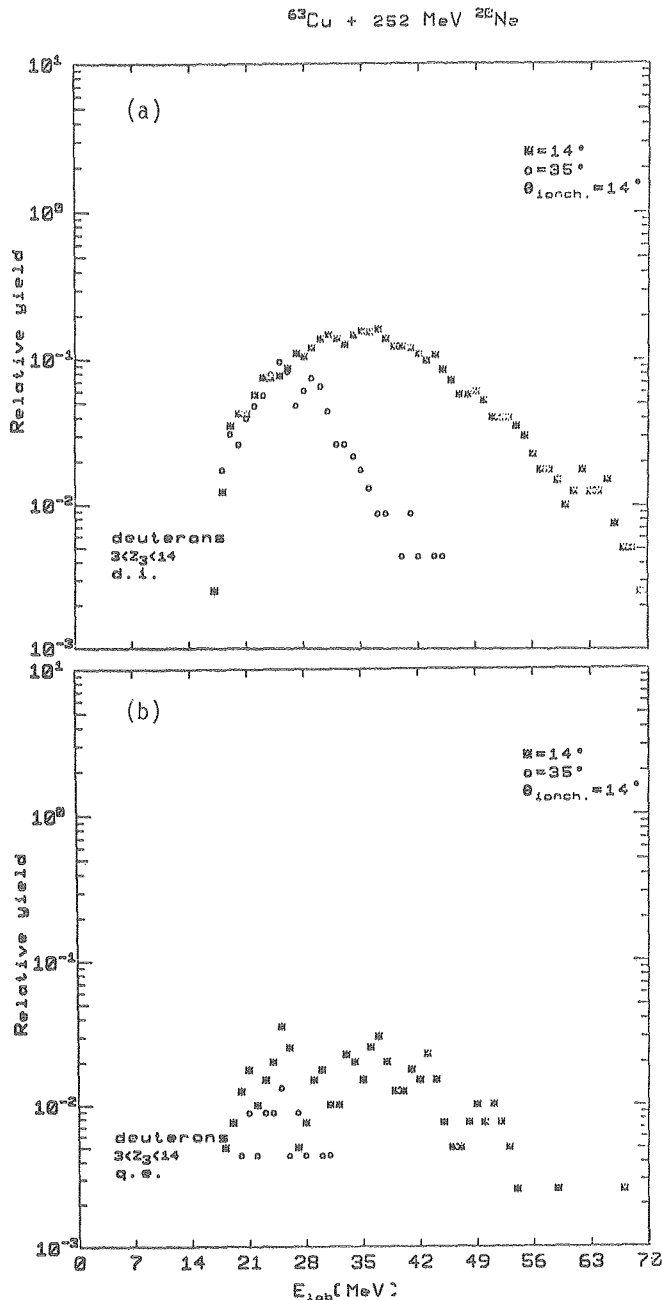 ⁶³Cu + 252 MeV ²⁰Ne
(a)
Relative yield
10¹
10⁰
10⁻¹
10⁻²
10⁻³
⌘=14°
o=35°
θionch.=14°
deuterons
3<Z₃<14
d.i.
(b)
Relative yield
10¹
10⁰
10⁻¹
10⁻²
10⁻³
⌘=14°
o=35°
θionch.=14°
deuterons
3<Z₃<14
q.e.
0 7 14 21 28 35 42 49 56 63 70
Elab[MeV]